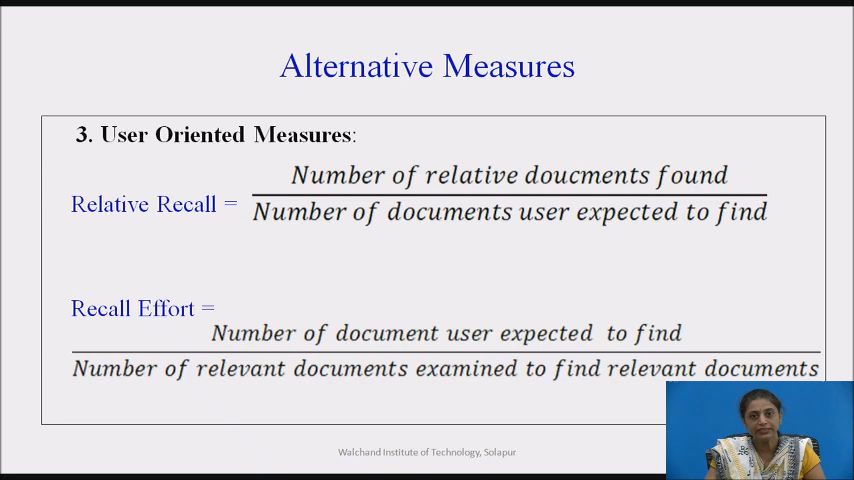 Alternative Measures
3. User Oriented Measures:
Number of relative doucments found
Relative Recall =
Number of documents user expected to find
Recall Effort =
Number of document user expected to find
Number of relevant documents examined to find relevant documents
Walchand Institute of Technology, Solapur